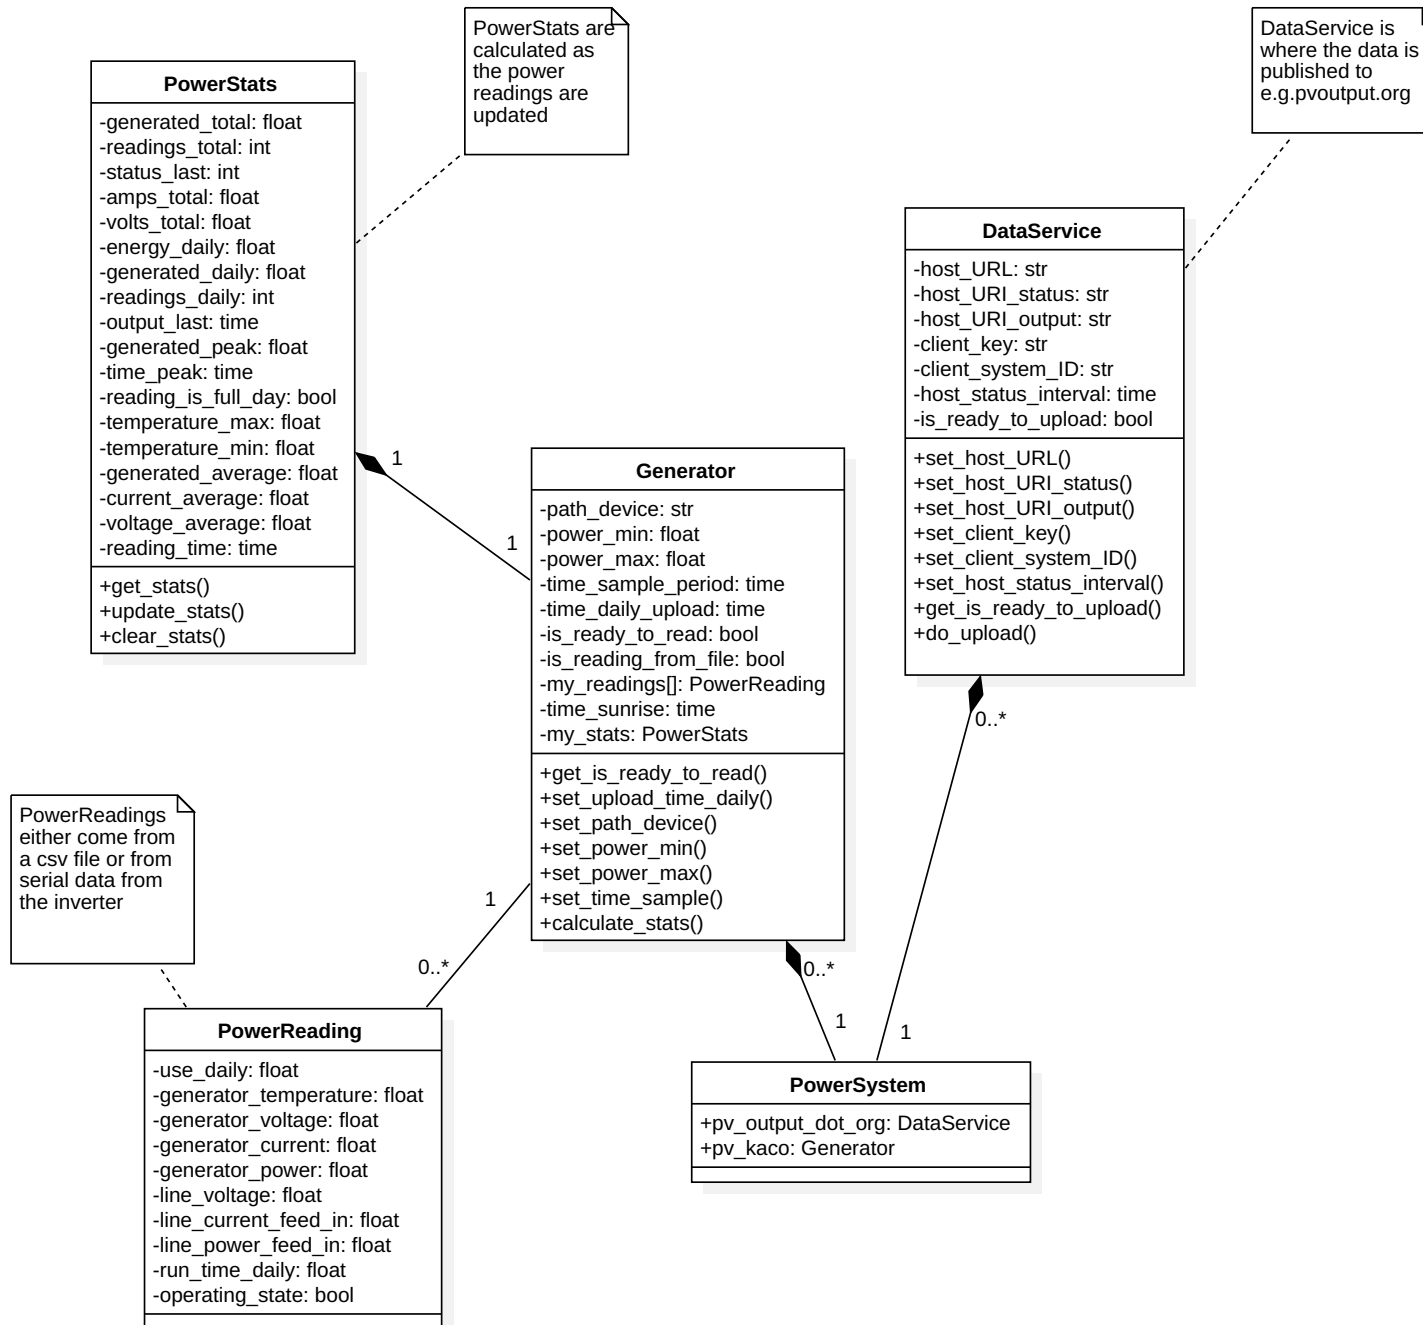 PowerStats are
calculated as
the power
readings are
updated
DataService is
where the data is
published to
e.g.pvoutput.org
PowerStats
-generated_total: float
-readings_total: int
-status_last: int
-amps_total: float
-volts_total: float
-energy_daily: float
-generated_daily: float
-readings_daily: int
-output_last: time
-generated_peak: float
-time_peak: time
-reading_is_full_day: bool
-temperature_max: float
-temperature_min: float
-generated_average: float
-current_average: float
-voltage_average: float
-reading_time: time
+get_stats()
+update_stats()
+clear_stats()
DataService
-host_URL: str
-host_URI_status: str
-host_URI_output: str
-client_key: str
-client_system_ID: str
-host_status_interval: time
-is_ready_to_upload: bool
+set_host_URL()
+set_host_URI_status()
+set_host_URI_output()
+set_client_key()
+set_client_system_ID()
+set_host_status_interval()
+get_is_ready_to_upload()
+do_upload()
1
1
Generator
-path_device: str
-power_min: float
-power_max: float
-time_sample_period: time
-time_daily_upload: time
-is_ready_to_read: bool
-is_reading_from_file: bool
-my_readings[]: PowerReading
-time_sunrise: time
-my_stats: PowerStats
+get_is_ready_to_read()
+set_upload_time_daily()
+set_path_device()
+set_power_min()
+set_power_max()
+set_time_sample()
+calculate_stats()
0..*
PowerReadings
either come from
a csv file or from
serial data from
the inverter
1
0..*
0..*
1
1
PowerReading
-use_daily: float
-generator_temperature: float
-generator_voltage: float
-generator_current: float
-generator_power: float
-line_voltage: float
-line_current_feed_in: float
-line_power_feed_in: float
-run_time_daily: float
-operating_state: bool
PowerSystem
+pv_output_dot_org: DataService
+pv_kaco: Generator